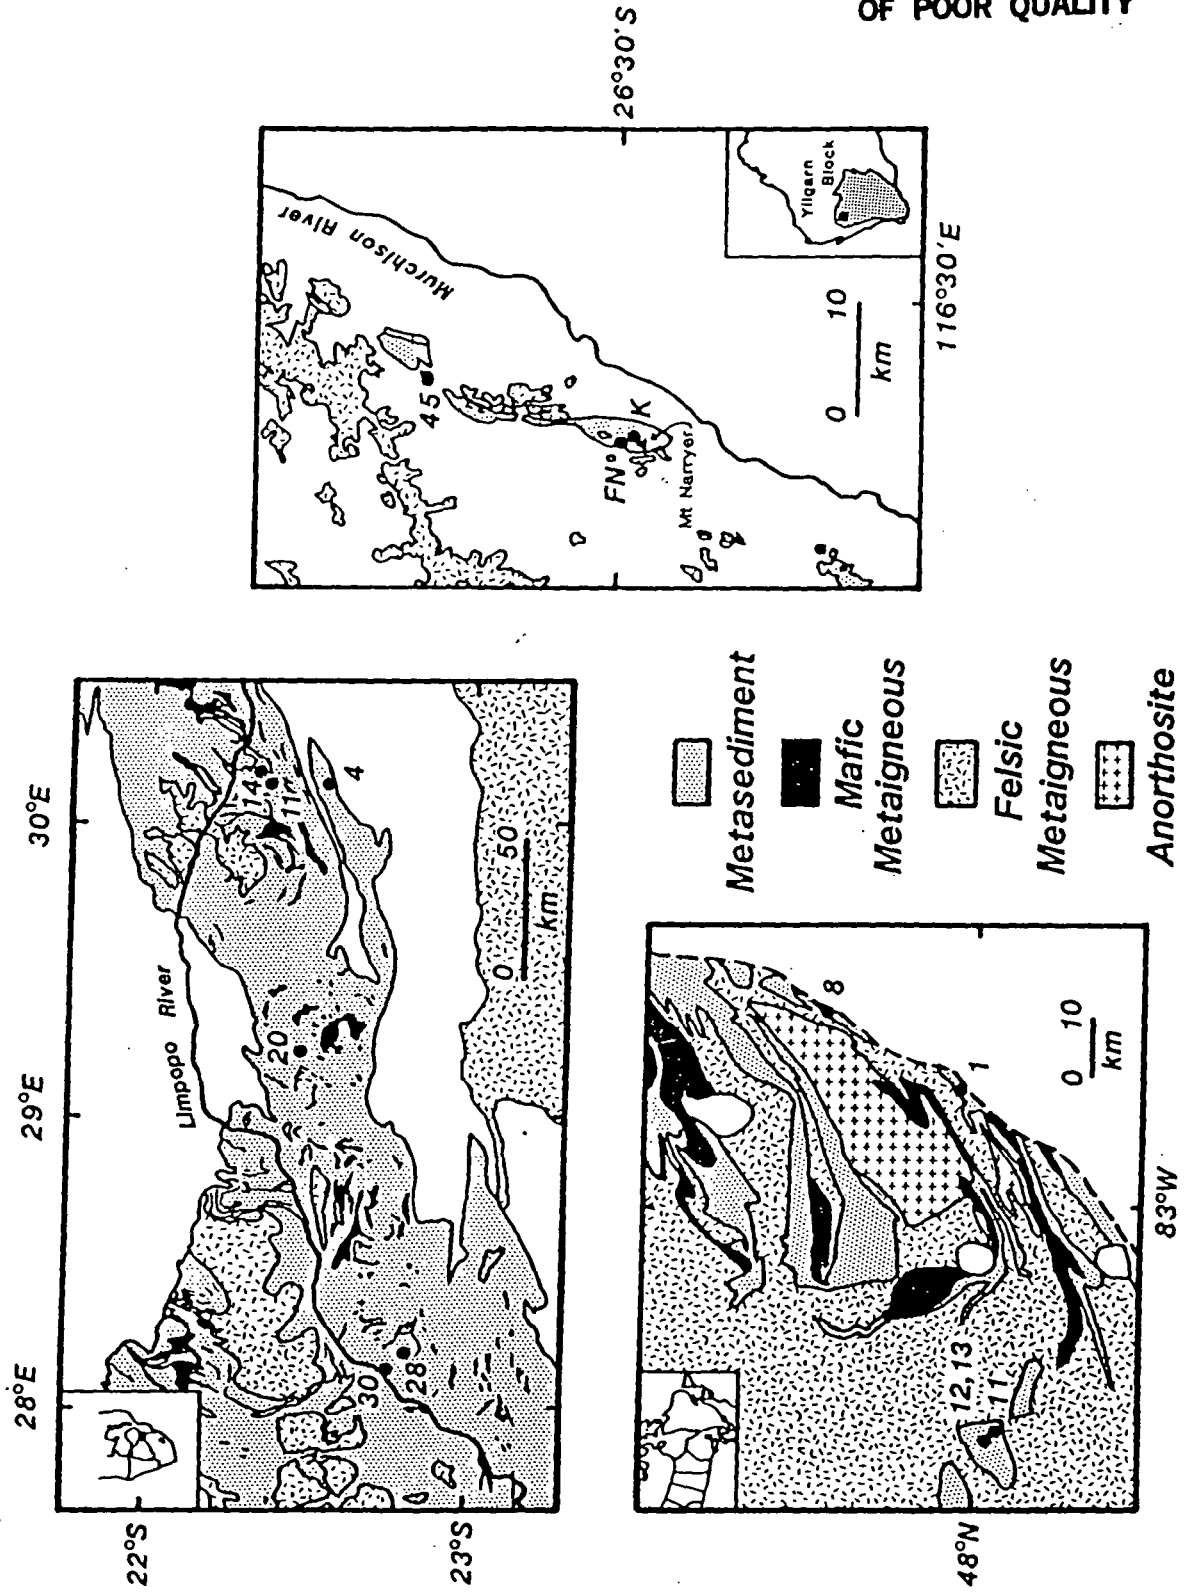 OF POOR QUALITY
28°E
29°E
30°E
22°S
23°S
Limpopo River
14
11
4
20
30
28
0 50
km
26°30'S
116°30'E
Murchison River
45
FN
K
Mt Narryer
0 10
km
Yilgarn
Block
Metasediment
Mafic
Metaigneous
Felsic
Metaigneous
Anorthosite
8
1
12, 13
11
0 10
km
48°N
83°W